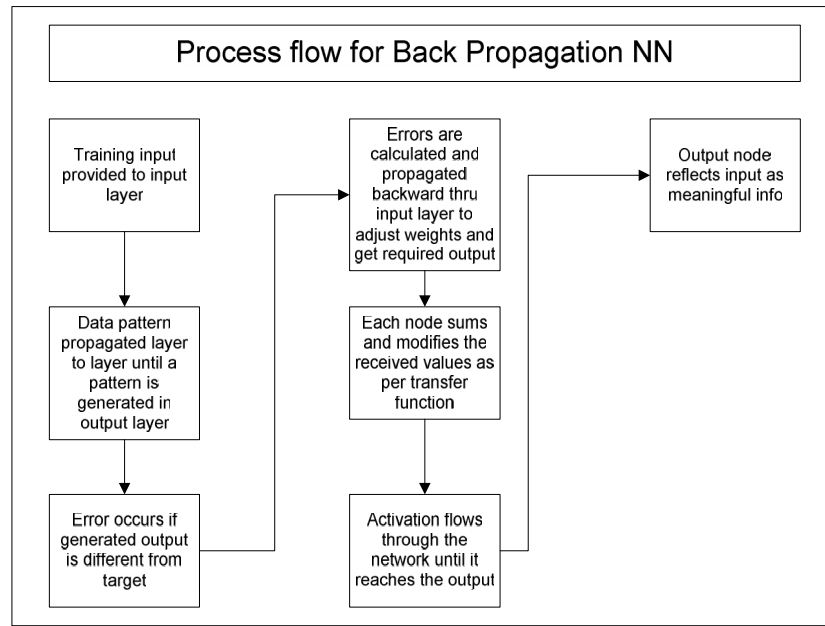 Process flow for Back Propagation NN
Training input
provided to input
layer
Data pattern
propagated layer
to layer until a
pattern is
generated in
output layer
Error occurs if
generated output
is different from
target
Errors are
calculated and
propagated
backward thru
input layer to
adjust weights and
get required output
Each node sums
and modifies the
received values as
per transfer
function
Activation flows
through the
network until it
reaches the output
Output node
reflects input as
meaningful info